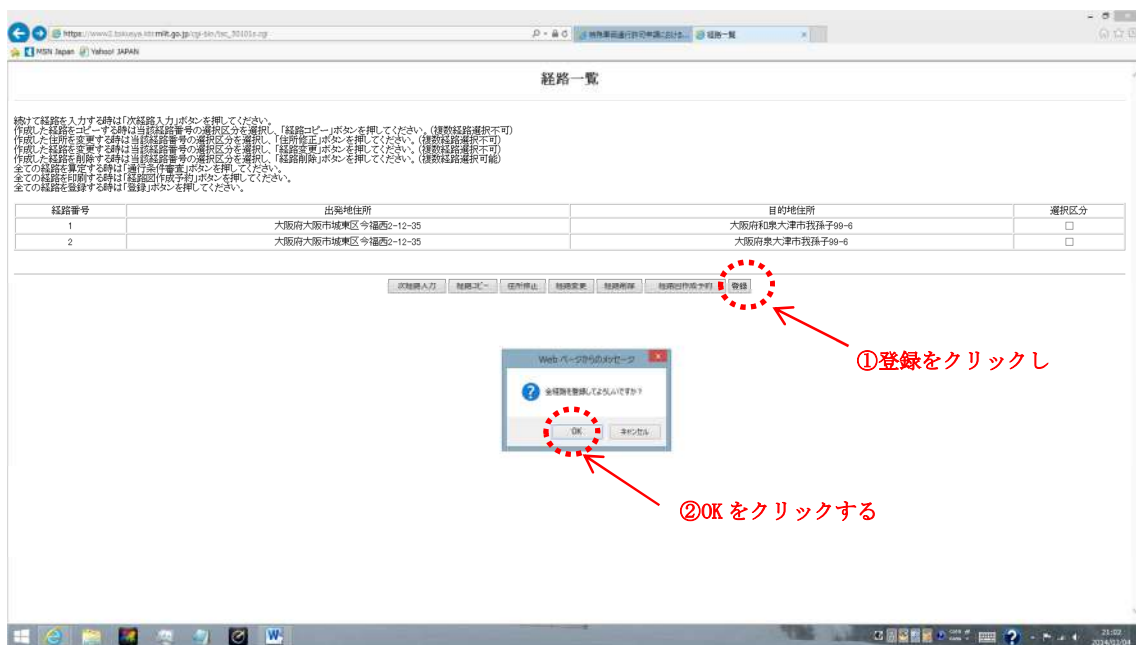 https://www2.tokusya.ktr.mlit.go.jp/cgi-bin/
経路一覧
MSN Japan Yahoo! JAPAN
経路一覧
続けて経路を入力する時は「次経路入力」ボタンを押してください。
作成した経路をコピーする時は当該経路番号の選択区分を選択し、「経路コピー」ボタンを押してください。(複数経路選択不可)
作成した住所を変更する時は当該経路番号の選択区分を選択し、「住所修正」ボタンを押してください。(複数経路選択不可)
作成した経路を変更する時は当該経路番号の選択区分を選択し、「経路変更」ボタンを押してください。(複数経路選択不可)
作成した経路を削除する時は当該経路番号の選択区分を選択し、「経路削除」ボタンを押してください。(複数経路選択可能)
全ての経路を算定する時は「通行条件審査」ボタンを押してください。
全ての経路を印刷する時は「経路図作成予約」ボタンを押してください。
全ての経路を登録する時は「登録」ボタンを押してください。
経路番号 出発地住所 目的地住所 選択区分
1 大阪府大阪市城東区今福西2-12-35 大阪府和泉大津市我孫子99-6
2 大阪府大阪市城東区今福西2-12-35 大阪府泉大津市我孫子99-6
次経路入力 経路コピー 住所修正 経路変更 経路削除 経路図作成予約 登録
①登録をクリックし
Web ページからのメッセージ
全経路を登録してよろしいですか?
OK キャンセル
②OK をクリックする
21:02
2014/03/04